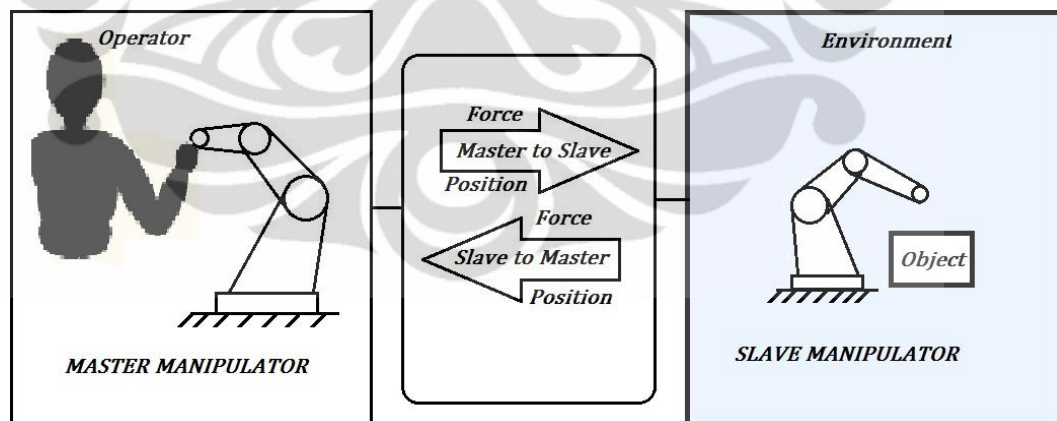 Operator
MASTER MANIPULATOR
Force
Master to Slave
Position
Force
Slave to Master
Position
Environment
Object
SLAVE MANIPULATOR